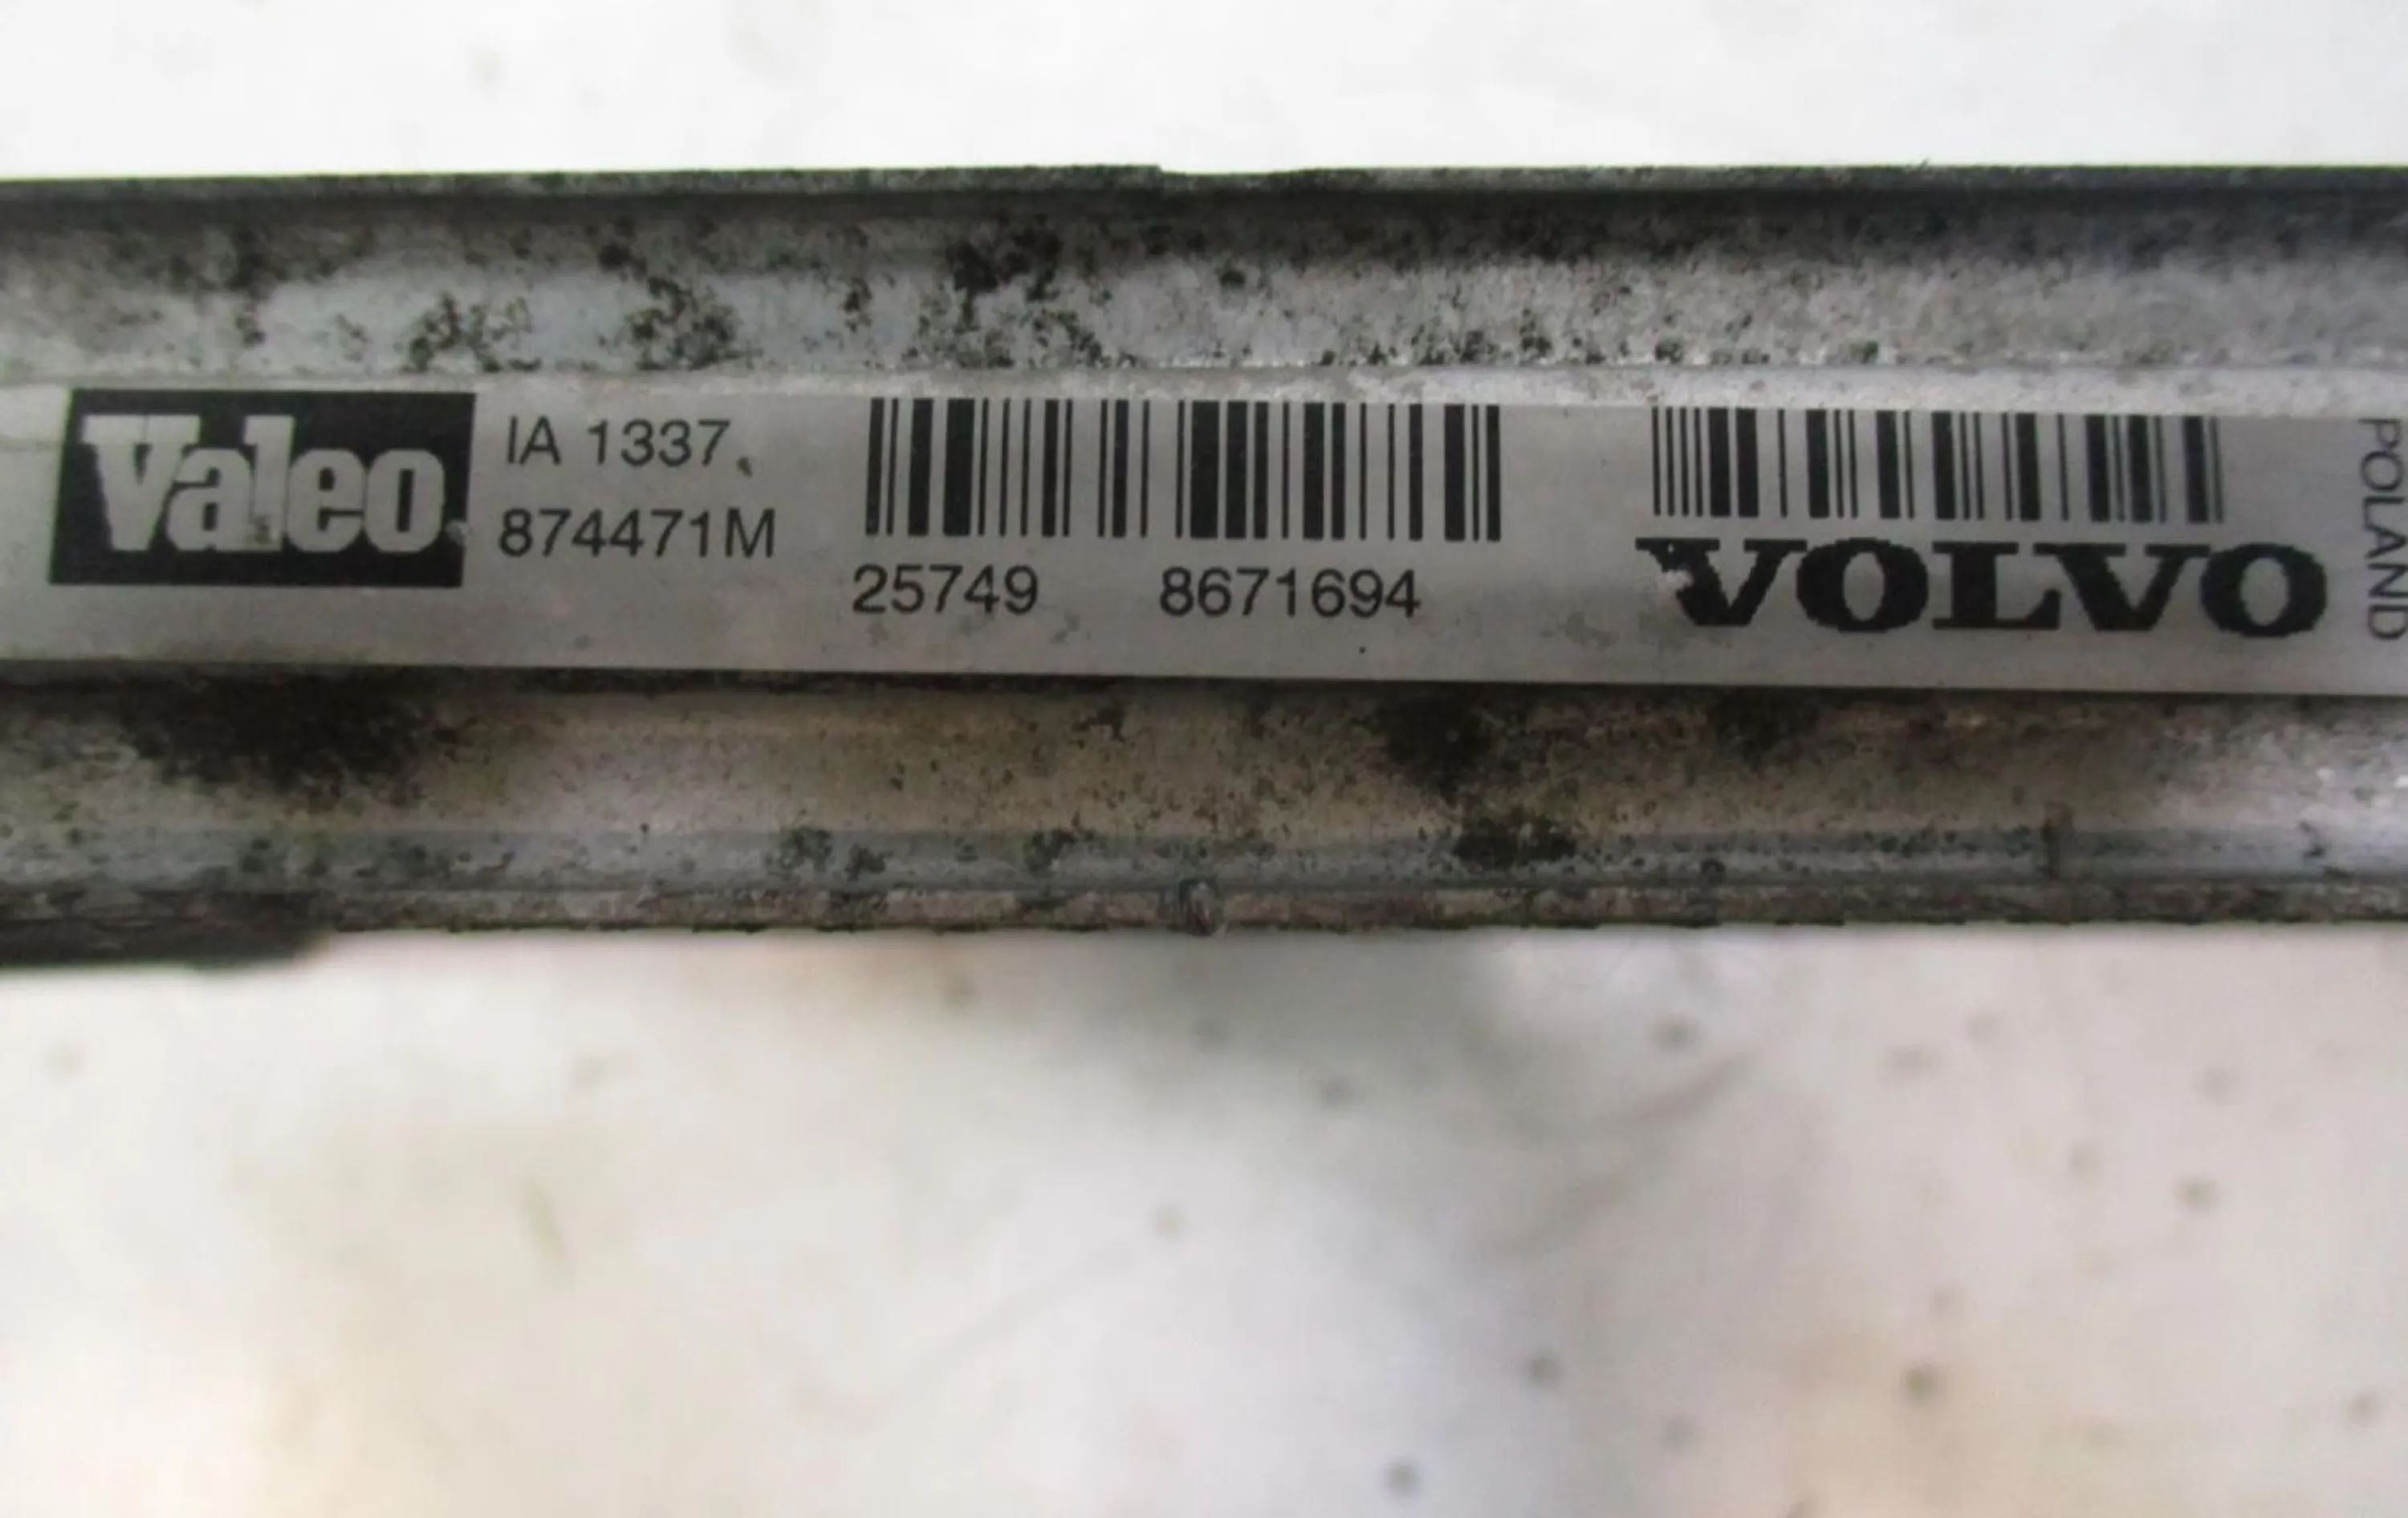 Valeo
IA 1337
874471M
25749 8671694
VOLVO
POLAND